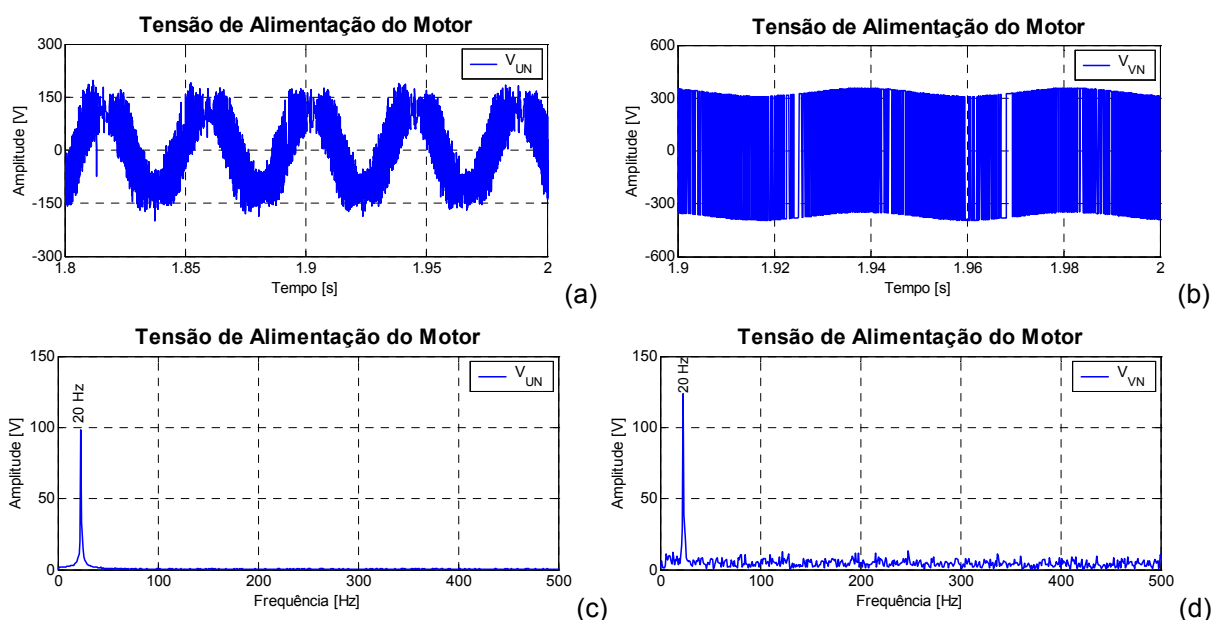 Tensão de Alimentação do Motor
300
150
0
-150
-300
Amplitude [V]
V_UN
1.8
1.85
1.9
1.95
2
Tempo [s]
(a)
Tensão de Alimentação do Motor
600
300
0
-300
-600
Amplitude [V]
V_VN
1.9
1.92
1.94
1.96
1.98
2
Tempo [s]
(b)
Tensão de Alimentação do Motor
150
100
50
0
Amplitude [V]
20 Hz
V_UN
0
100
200
300
400
500
Frequência [Hz]
(c)
Tensão de Alimentação do Motor
150
100
50
0
Amplitude [V]
20 Hz
V_VN
0
100
200
300
400
500
Frequência [Hz]
(d)